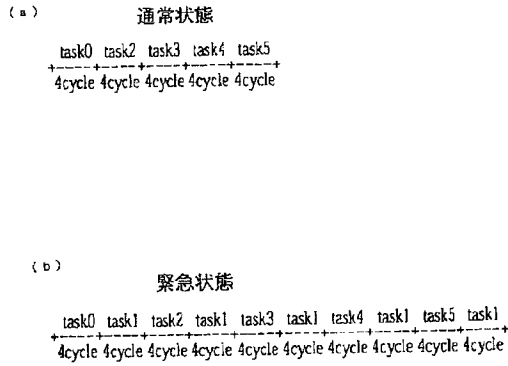 (a)
通常状態
task0 task2 task3 task4 task5
+----+----+----+----+----+
4cycle 4cycle 4cycle 4cycle 4cycle
(b)
緊急状態
task0 task1 task2 task1 task3 task1 task4 task1 task5 task1
+----+----+----+----+----+----+----+----+----+----+
4cycle 4cycle 4cycle 4cycle 4cycle 4cycle 4cycle 4cycle 4cycle 4cycle